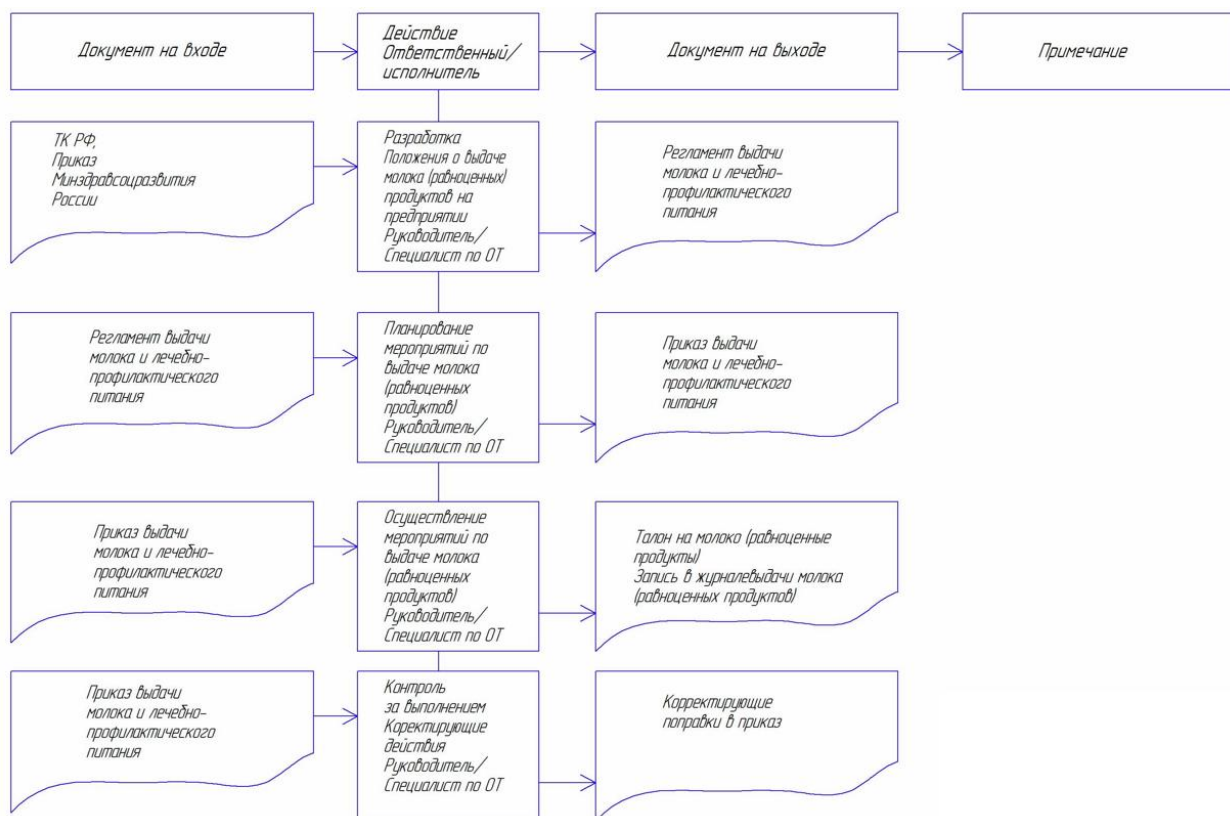 Документ на входе
Действие
Ответственный/
исполнитель
Документ на выходе
Примечание
ТК РФ,
Приказ
Минздравсоцразвития
России
Разработка
Положения о выдаче
молока (равноценных)
продуктов на
предприятии
Руководитель/
Специалист по ОТ
Регламент выдачи
молока и лечебно-
профилактического
питания
Регламент выдачи
молока и лечебно-
профилактического
питания
Планирование
мероприятий по
выдаче молока
(равноценных
продуктов)
Руководитель/
Специалист по ОТ
Приказ выдачи
молока и лечебно-
профилактического
питания
Приказ выдачи
молока и лечебно-
профилактического
питания
Осуществление
мероприятий по
выдаче молока
(равноценных
продуктов)
Руководитель/
Специалист по ОТ
Талон на молоко (равноценные
продукты)
Запись в журналевыдачи молока
(равноценных продуктов)
Приказ выдачи
молока и лечебно-
профилактического
питания
Контроль
за выполнением
Коректирующие
действия
Руководитель/
Специалист по ОТ
Корректирующие
поправки в приказ